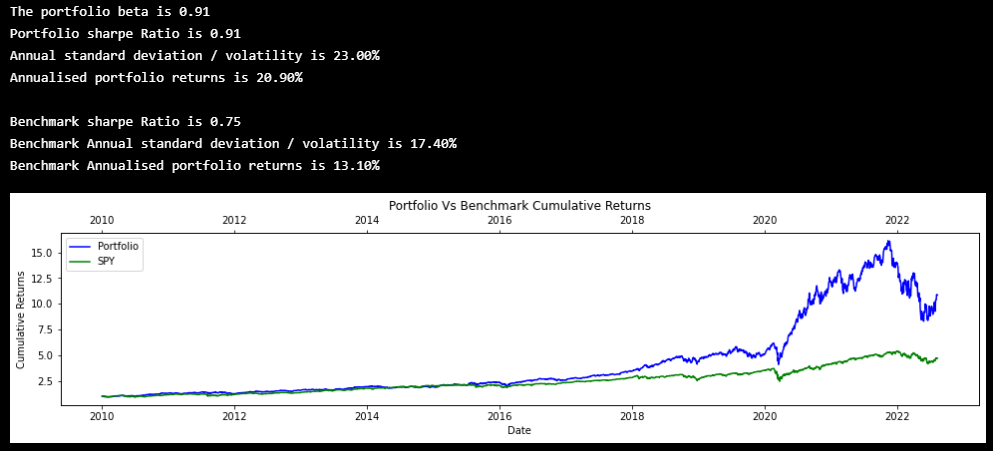 The portfolio beta is 0.91
Portfolio sharpe Ratio is 0.91
Annual standard deviation / volatility is 23.00%
Annualised portfolio returns is 20.90%
Benchmark sharpe Ratio is 0.75
Benchmark Annual standard deviation / volatility is 17.40%
Benchmark Annualised portfolio returns is 13.10%
Portfolio Vs Benchmark Cumulative Returns
2010 2012 2014 2016 2018 2020 2022
Portfolio
SPY
Cumulative Returns
15.0
12.5
10.0
7.5
5.0
2.5
2010 2012 2014 2016 2018 2020 2022
Date